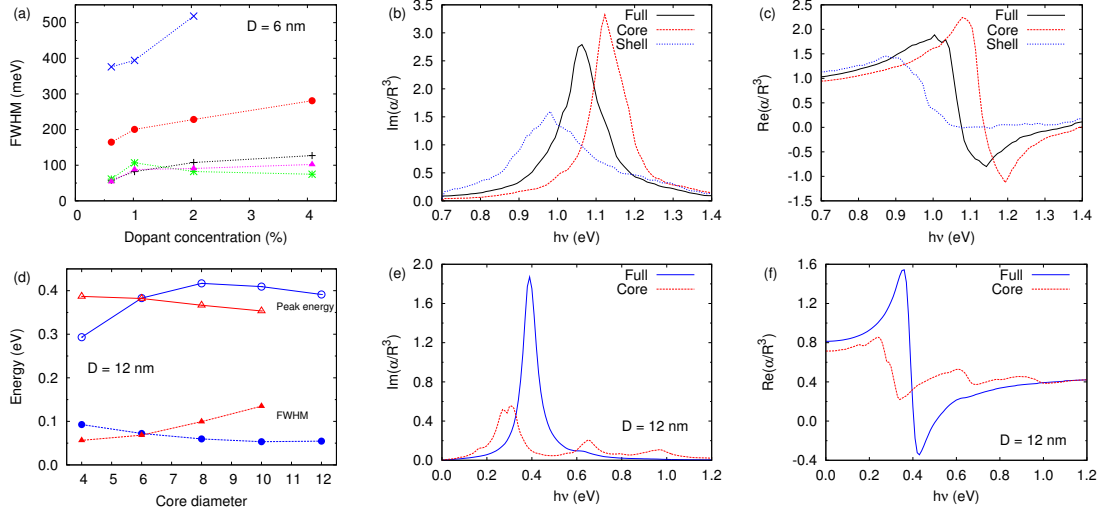 (a)
D = 6 nm
500
400
300
200
100
0
FWHM (meV)
0 1 2 3 4
Dopant concentration (%)
(b)
Full
Core
Shell
3.5
3.0
2.5
2.0
1.5
1.0
0.5
0.0
Im(α/R³)
0.7 0.8 0.9 1.0 1.1 1.2 1.3 1.4
hν (eV)
(c)
Full
Core
Shell
2.5
2.0
1.5
1.0
0.5
0.0
-0.5
-1.0
-1.5
Re(α/R³)
0.7 0.8 0.9 1.0 1.1 1.2 1.3 1.4
hν (eV)
(d)
0.4
0.3
0.2
0.1
0.0
Energy (eV)
Peak energy
D = 12 nm
FWHM
4 5 6 7 8 9 10 11 12
Core diameter
(e)
Full
Core
2.0
1.6
1.2
0.8
0.4
0.0
Im(α/R³)
D = 12 nm
0.0 0.2 0.4 0.6 0.8 1.0 1.2
hν (eV)
(f)
Full
Core
1.6
1.2
0.8
0.4
0.0
-0.4
Re(α/R³)
D = 12 nm
0.0 0.2 0.4 0.6 0.8 1.0 1.2
hν (eV)